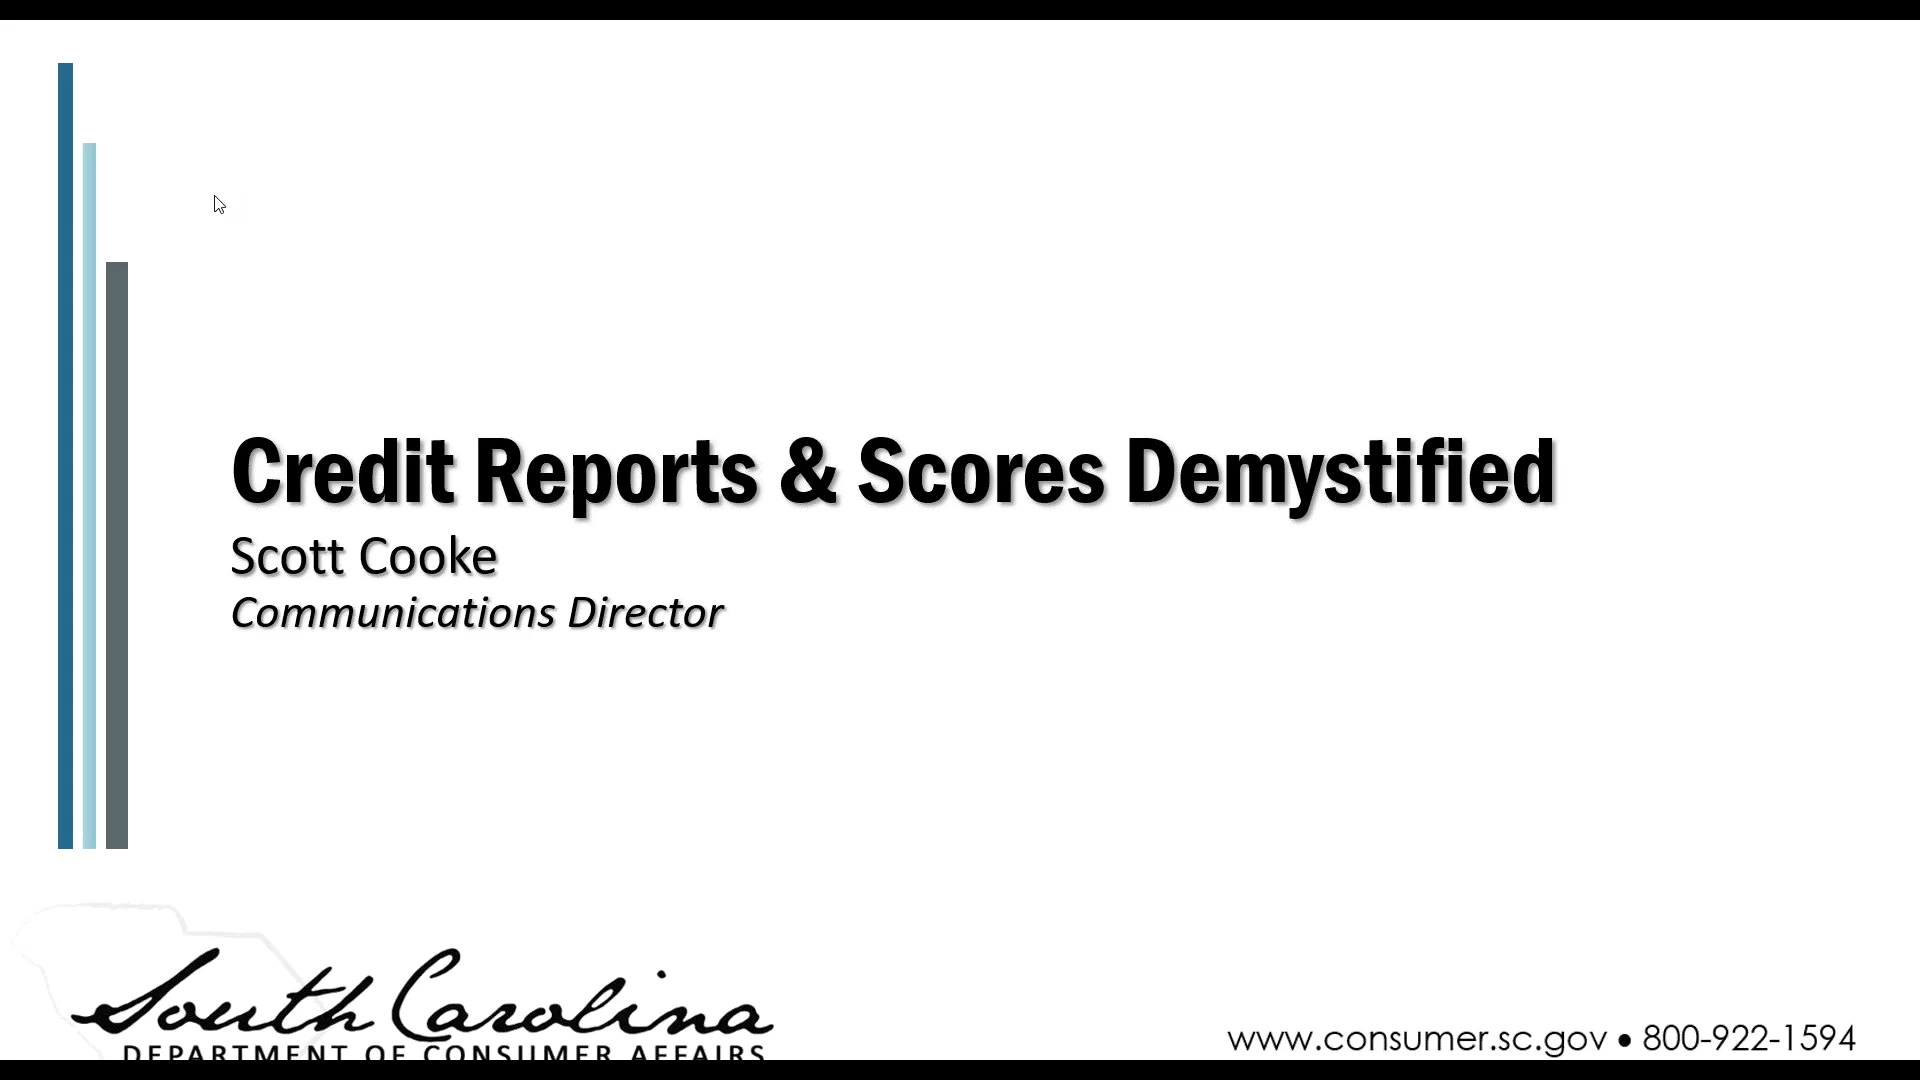 Credit Reports & Scores Demystified
Scott Cooke
Communications Director
South Carolina
DEPARTMENT OF CONSUMER AFFAIRS
www.consumer.sc.gov • 800-922-1594